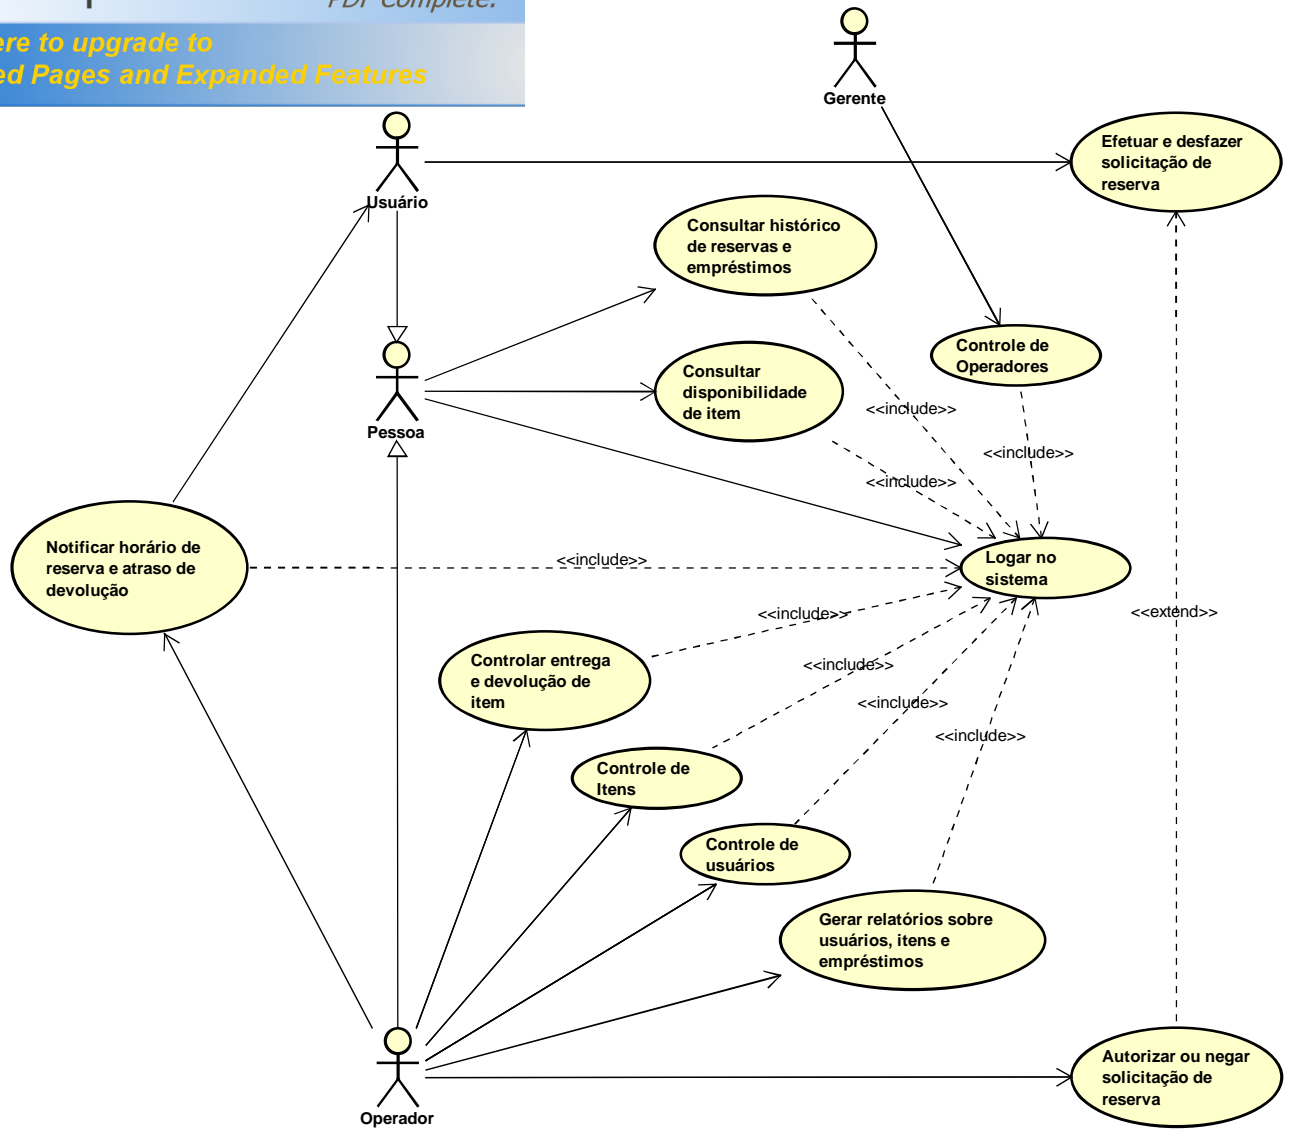 PDF Complete.
ere to upgrade to
ed Pages and Expanded Features
Gerente
Usuário
Efetuar e desfazer
solicitação de
reserva
Consultar histórico
de reservas e
empréstimos
Controle de
Operadores
Consultar
disponibilidade
de item
Pessoa
<<include>>
<<include>>
<<include>>
Notificar horário de
reserva e atraso de
devolução
<<include>>
Logar no
sistema
<<include>>
<<extend>>
Controlar entrega
e devolução de
item
<<include>>
<<include>>
<<include>>
Controle de
Itens
Controle de
usuários
Gerar relatórios sobre
usuários, itens e
empréstimos
Operador
Autorizar ou negar
solicitação de
reserva